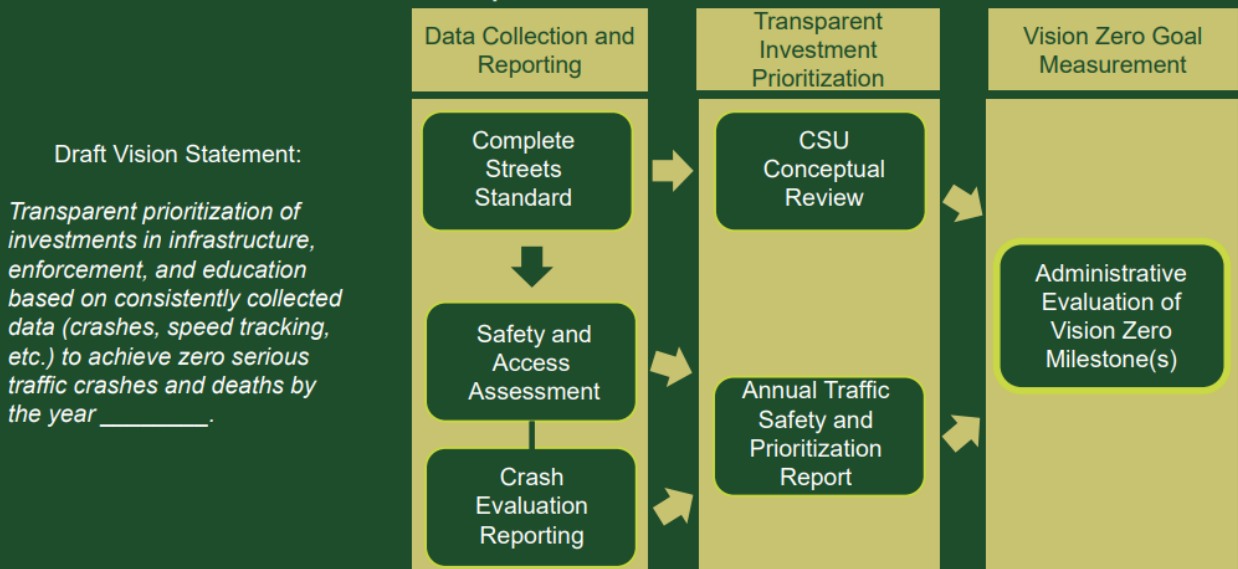 Data Collection and
Reporting
Transparent
Investment
Prioritization
Vision Zero Goal
Measurement
Draft Vision Statement:
Transparent prioritization of
investments in infrastructure,
enforcement, and education
based on consistently collected
data (crashes, speed tracking,
etc.) to achieve zero serious
traffic crashes and deaths by
the year ________.
Complete
Streets
Standard
CSU
Conceptual
Review
Safety and
Access
Assessment
Annual Traffic
Safety and
Prioritization
Report
Crash
Evaluation
Reporting
Administrative
Evaluation of
Vision Zero
Milestone(s)